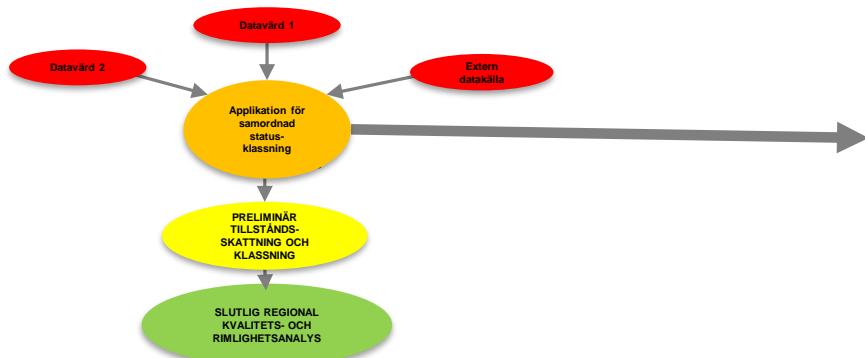 Datavärd 1
Datavärd 2
Extern
datakälla
Applikation för
samordnad
status-
klassning
PRELIMINÄR
TILLSTÅNDS-
SKATTNING OCH
KLASSNING
SLUTLIG REGIONAL
KVALITETS- OCH
RIMLIGHETSANALYS